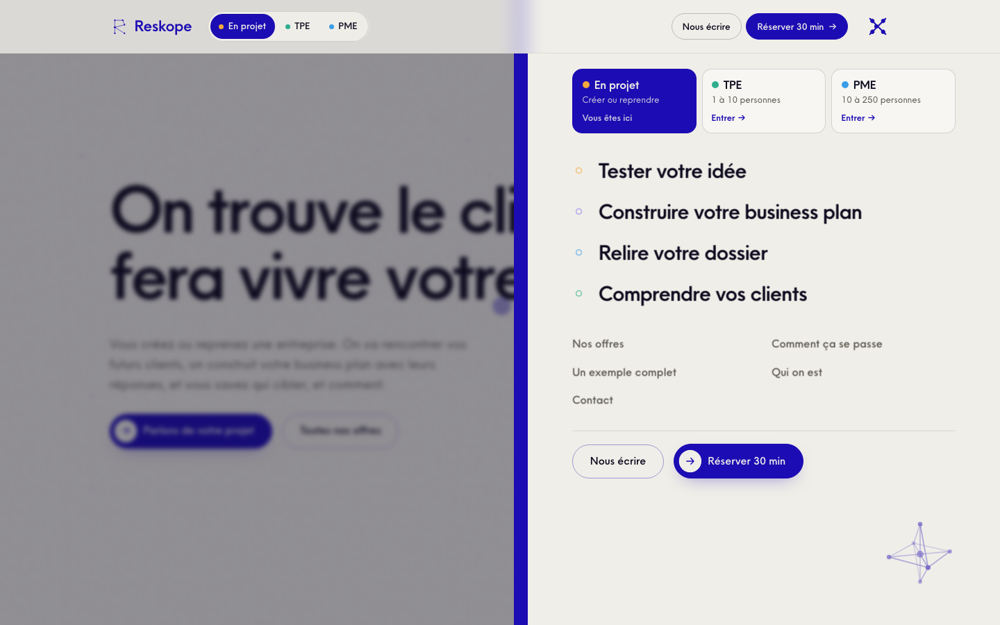 Reskope
En projet
TPE
PME
Nous écrire
Réserver 30 min →
On trouve le cli
fera vivre votre
Vous créez ou reprenez une entreprise. On va rencontrer vos
futurs clients, on construit votre business plan avec leurs
réponses, et vous savez qui cibler, et comment.
Parlons de votre projet
Toutes nos offres
En projet
Créer ou reprendre
Vous êtes ici
TPE
1 à 10 personnes
Entrer →
PME
10 à 250 personnes
Entrer →
Tester votre idée
Construire votre business plan
Relire votre dossier
Comprendre vos clients
Nos offres
Comment ça se passe
Un exemple complet
Qui on est
Contact
Nous écrire
→ Réserver 30 min